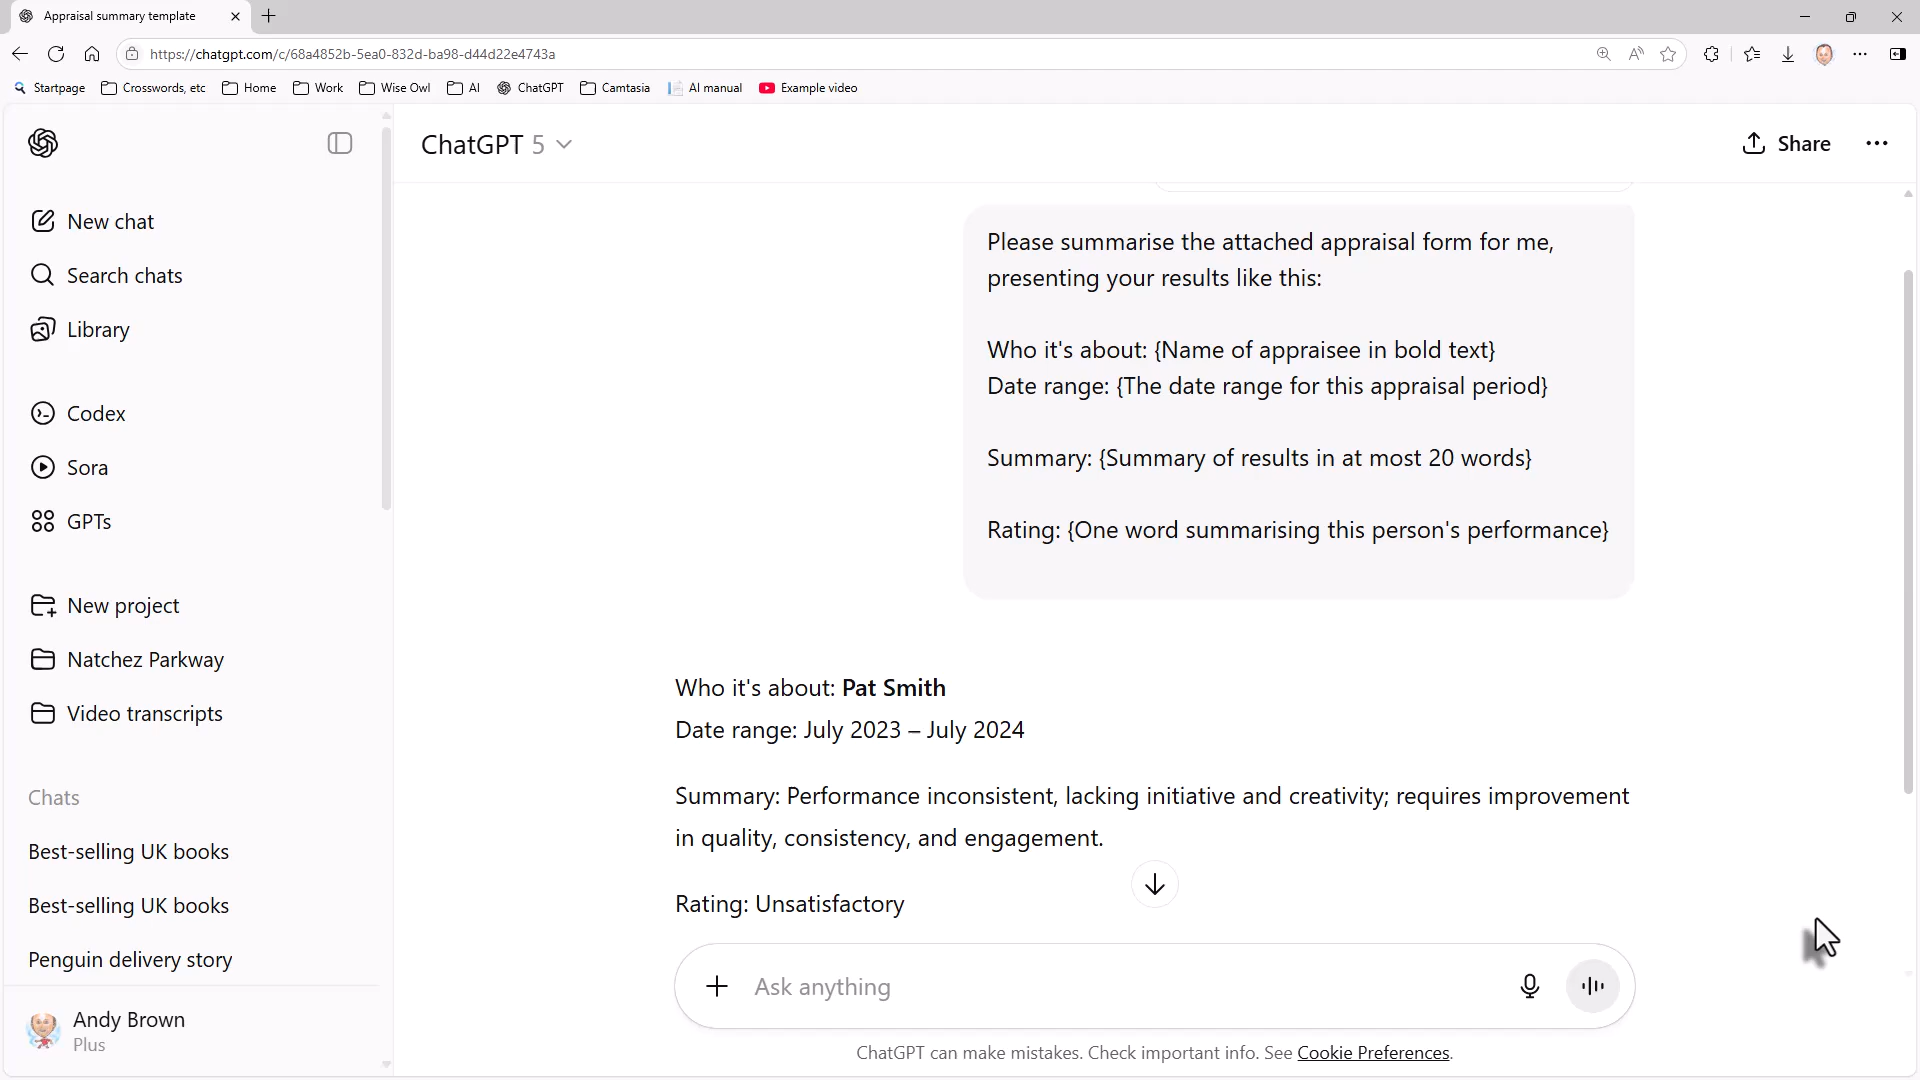 Appraisal summary template
https://chatgpt.com/c/68a4852b-5ea0-832d-ba98-d44d22e4743a
Startpage
Crosswords, etc
Home
Work
Wise Owl
AI
ChatGPT
Camtasia
AI manual
Example video
ChatGPT 5
Share
New chat
Search chats
Library
Codex
Sora
GPTs
New project
Natchez Parkway
Video transcripts
Chats
Best-selling UK books
Best-selling UK books
Penguin delivery story
Andy Brown
Plus
Please summarise the attached appraisal form for me,
presenting your results like this:
Who it's about: {Name of appraisee in bold text}
Date range: {The date range for this appraisal period}
Summary: {Summary of results in at most 20 words}
Rating: {One word summarising this person's performance}
Who it's about: Pat Smith
Date range: July 2023 – July 2024
Summary: Performance inconsistent, lacking initiative and creativity; requires improvement
in quality, consistency, and engagement.
Rating: Unsatisfactory
Ask anything
ChatGPT can make mistakes. Check important info. See Cookie Preferences.